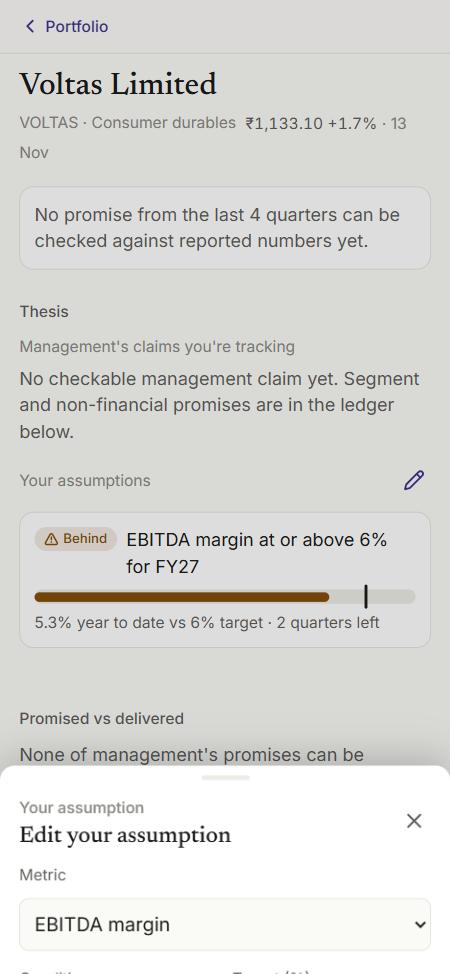 Portfolio
Voltas Limited
VOLTAS · Consumer durables ₹1,133.10 +1.7% · 13
Nov
No promise from the last 4 quarters can be
checked against reported numbers yet.
Thesis
Management's claims you're tracking
No checkable management claim yet. Segment
and non-financial promises are in the ledger
below.
Your assumptions
Behind EBITDA margin at or above 6%
for FY27
5.3% year to date vs 6% target · 2 quarters left
Promised vs delivered
None of management's promises can be
Your assumption
Edit your assumption
Metric
EBITDA margin